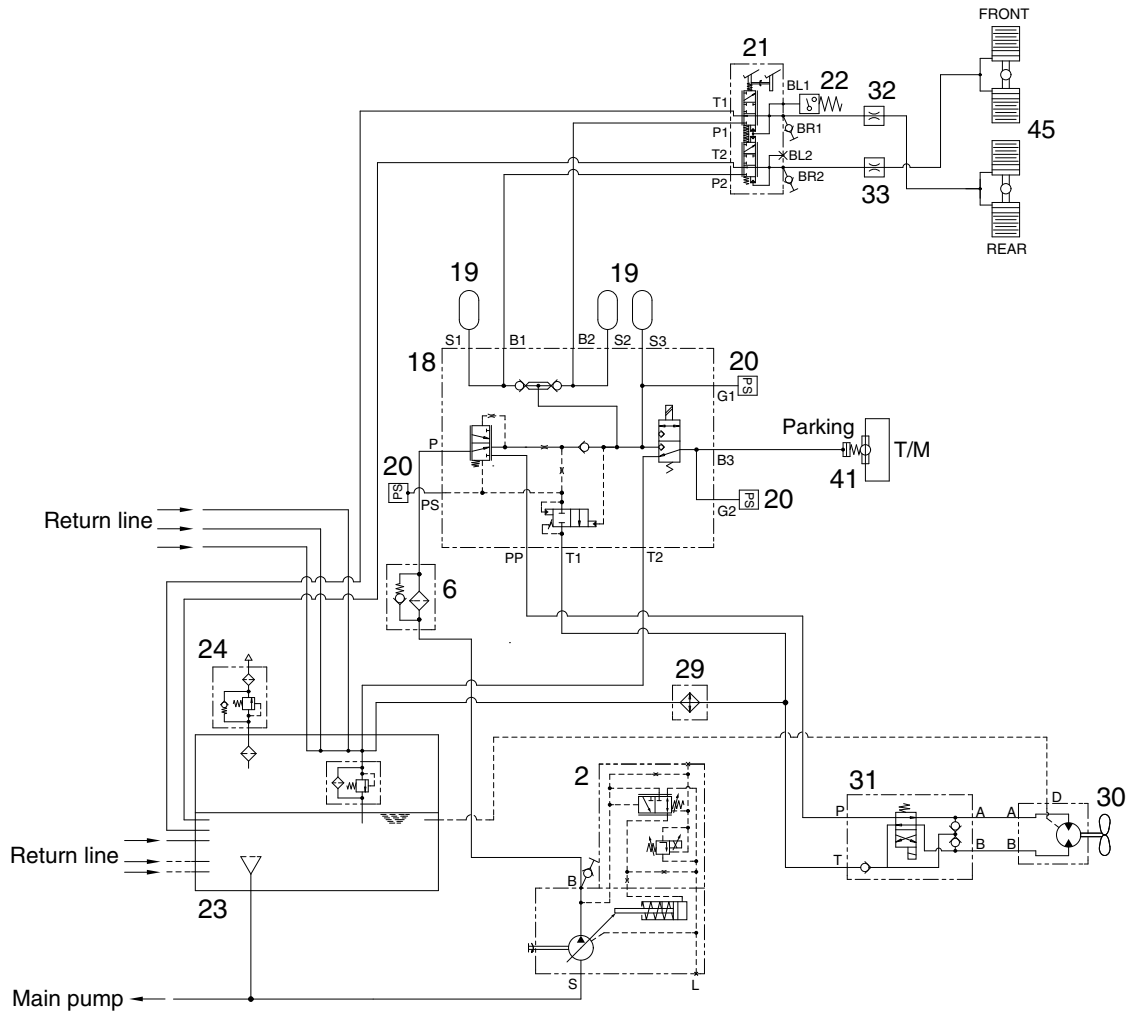 FRONT
21
BL1
22
32
T1
P1
BR1
45
T2
BL2
P2
BR2
33
REAR
19
19
S1
B1
B2
S2
S3
18
20
PS
G1
Parking
P
B3
T/M
41
20
PS
PS
20
PS
G2
Return line
PP
T1
T2
6
24
29
2
31
D
30
P
A
A
B
B
T
Return line
B
23
S
L
Main pump